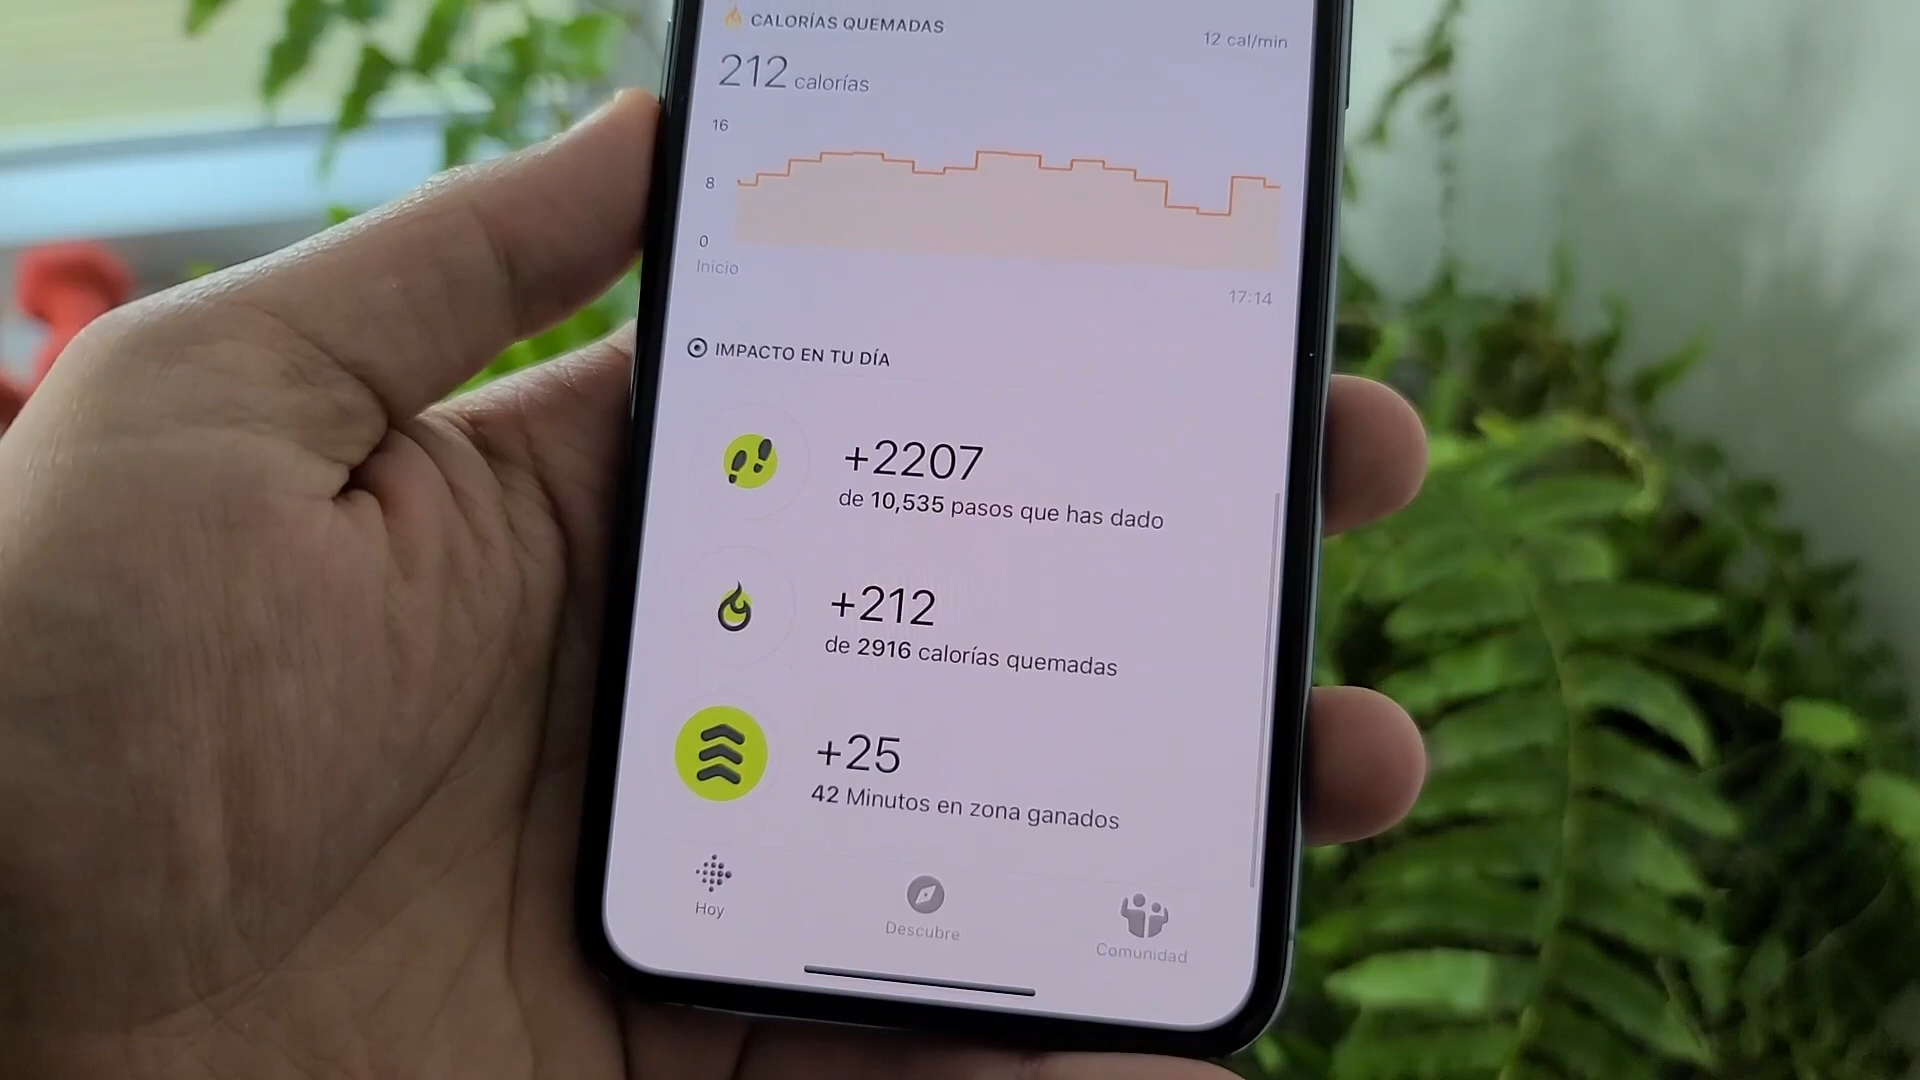 CALORÍAS QUEMADAS
12 cal/min
212 calorías
16
8
0
Inicio
17:14
IMPACTO EN TU DÍA
+2207
de 10,535 pasos que has dado
+212
de 2916 calorías quemadas
+25
42 Minutos en zona ganados
Hoy
Descubre
Comunidad